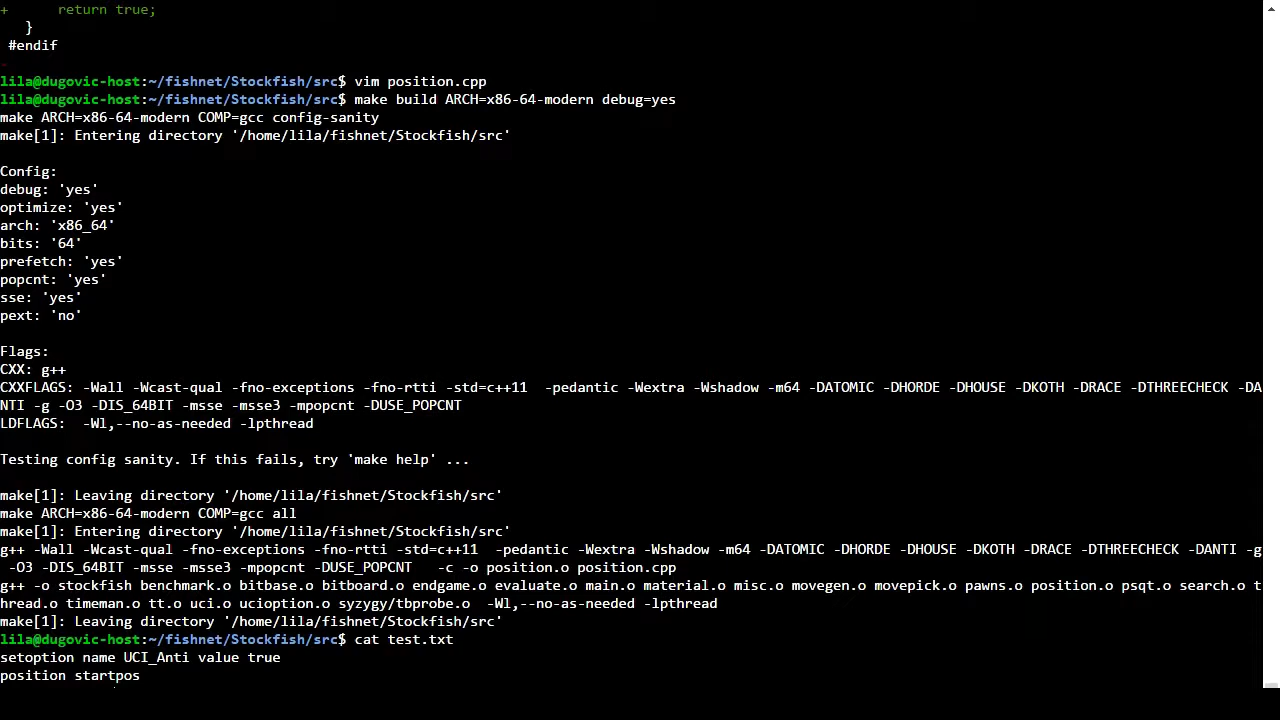 +      return true;
   }
 #endif
lila@dugovic-host:~/fishnet/Stockfish/src$ vim position.cpp
lila@dugovic-host:~/fishnet/Stockfish/src$ make build ARCH=x86-64-modern debug=yes
make ARCH=x86-64-modern COMP=gcc config-sanity
make[1]: Entering directory '/home/lila/fishnet/Stockfish/src'
Config:
debug: 'yes'
optimize: 'yes'
arch: 'x86_64'
bits: '64'
prefetch: 'yes'
popcnt: 'yes'
sse: 'yes'
pext: 'no'
Flags:
CXX: g++
CXXFLAGS: -Wall -Wcast-qual -fno-exceptions -fno-rtti -std=c++11  -pedantic -Wextra -Wshadow -m64 -DATOMIC -DHORDE -DHOUSE -DKOTH -DRACE -DTHREECHECK -DA
NTI -g -O3 -DIS_64BIT -msse -msse3 -mpopcnt -DUSE_POPCNT
LDFLAGS:  -Wl,--no-as-needed -lpthread
Testing config sanity. If this fails, try 'make help' ...
make[1]: Leaving directory '/home/lila/fishnet/Stockfish/src'
make ARCH=x86-64-modern COMP=gcc all
make[1]: Entering directory '/home/lila/fishnet/Stockfish/src'
g++ -Wall -Wcast-qual -fno-exceptions -fno-rtti -std=c++11  -pedantic -Wextra -Wshadow -m64 -DATOMIC -DHORDE -DHOUSE -DKOTH -DRACE -DTHREECHECK -DANTI -g
 -O3 -DIS_64BIT -msse -msse3 -mpopcnt -DUSE_POPCNT   -c -o position.o position.cpp
g++ -o stockfish benchmark.o bitbase.o bitboard.o endgame.o evaluate.o main.o material.o misc.o movegen.o movepick.o pawns.o position.o psqt.o search.o t
hread.o timeman.o tt.o uci.o ucioption.o syzygy/tbprobe.o  -Wl,--no-as-needed -lpthread
make[1]: Leaving directory '/home/lila/fishnet/Stockfish/src'
lila@dugovic-host:~/fishnet/Stockfish/src$ cat test.txt
setoption name UCI_Anti value true
position startpos